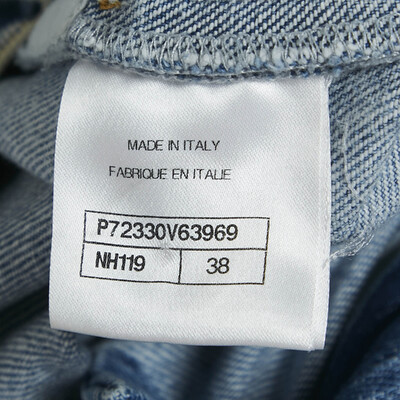 MADE IN ITALY
FABRIQUE EN ITALIE
P72330V63969
NH119 38